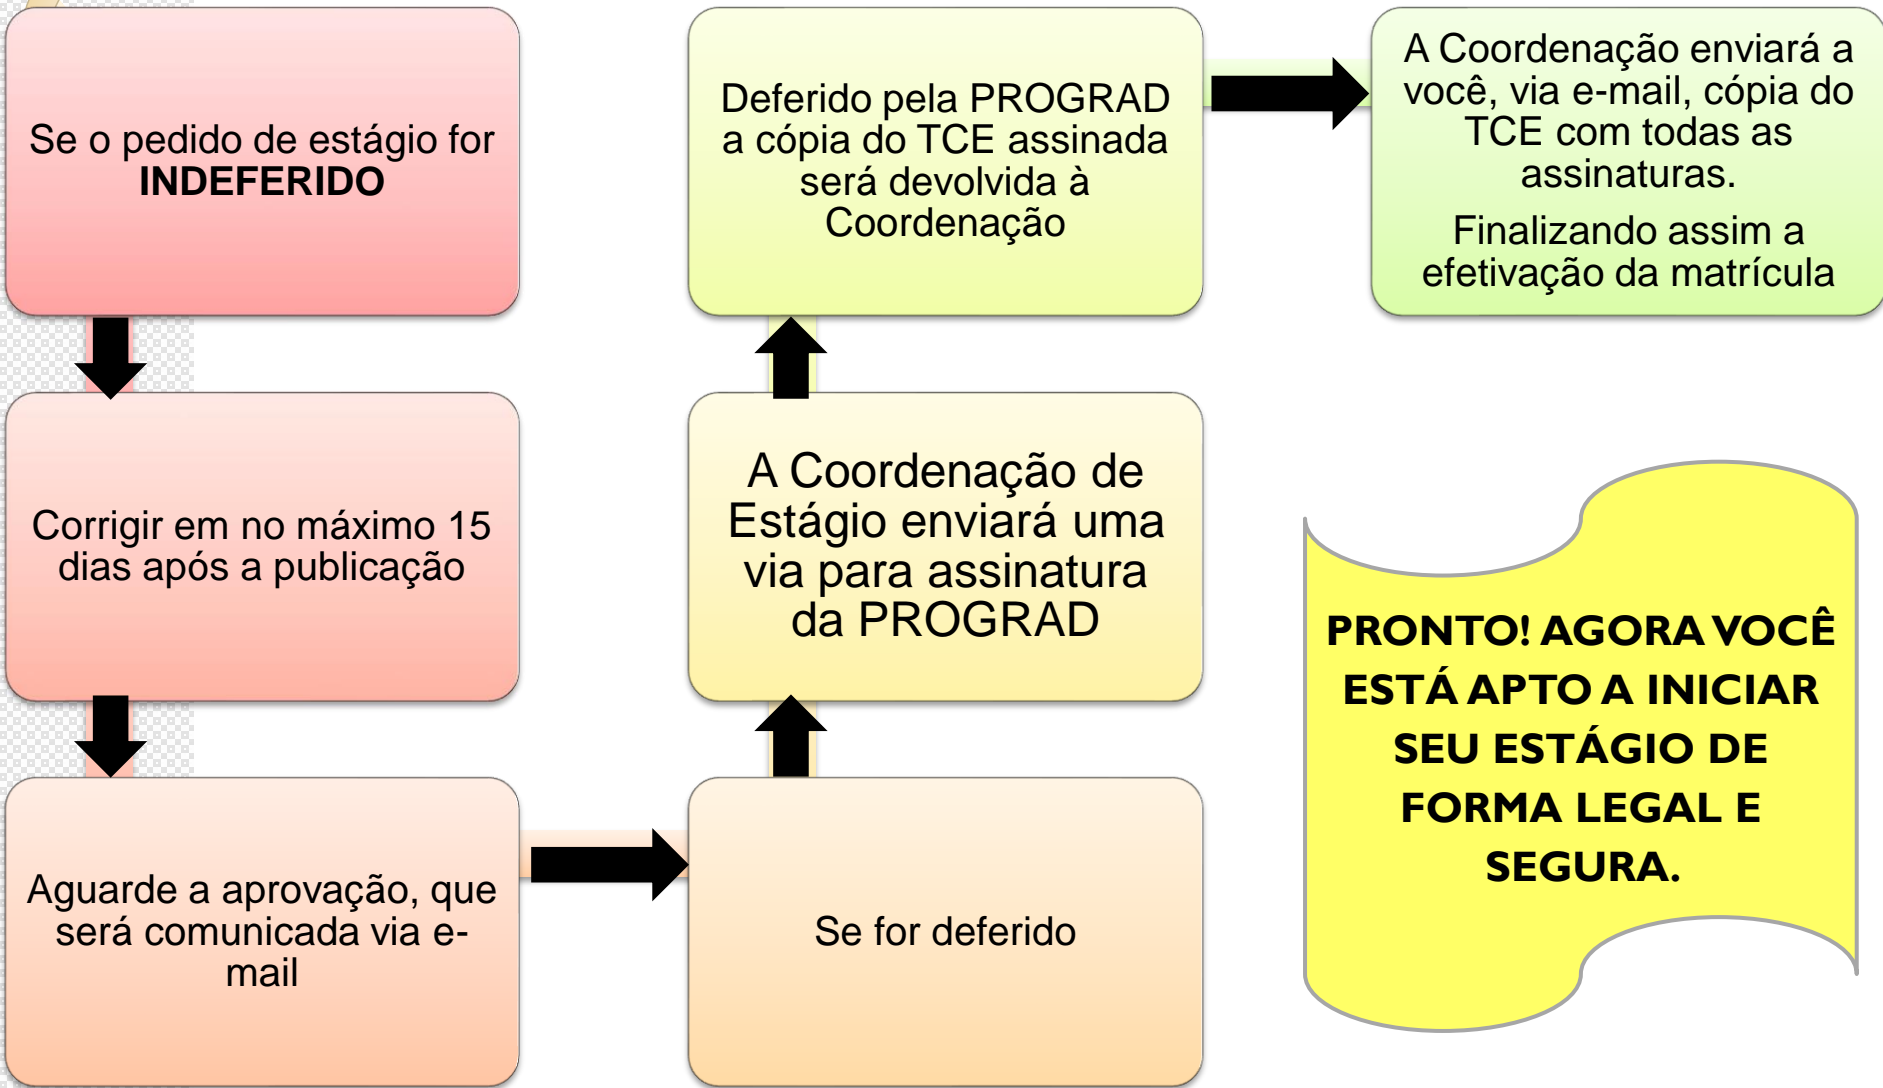 Se o pedido de estágio for
INDEFERIDO
Corrigir em no máximo 15
dias após a publicação
Aguarde a aprovação, que
será comunicada via e-
mail
Se for deferido
A Coordenação de
Estágio enviará uma
via para assinatura
da PROGRAD
Deferido pela PROGRAD
a cópia do TCE assinada
será devolvida à
Coordenação
A Coordenação enviará a
você, via e-mail, cópia do
TCE com todas as
assinaturas.
Finalizando assim a
efetivação da matrícula
PRONTO! AGORA VOCÊ
ESTÁ APTO A INICIAR
SEU ESTÁGIO DE
FORMA LEGAL E
SEGURA.